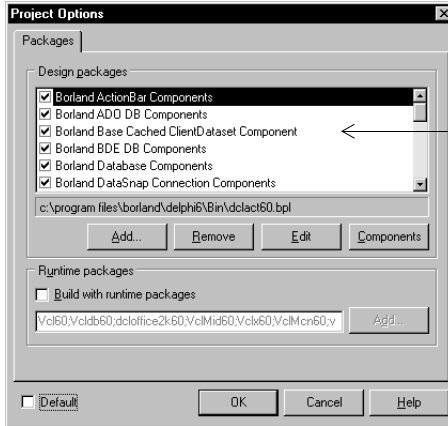 Project Options
Packages
Design packages
Borland ActionBar Components
Borland ADO DB Components
Borland Base Cached ClientDataset Component
Borland BDE DB Components
Borland Database Components
Borland DataSnap Connection Components
c:\program files\borland\delphi6\Bin\dclact60.bpl
Add... Remove Edit Components
Runtime packages
Build with runtime packages
Vcl60;Vcldb60;dcloffice2k60;VclMid60;Vclx60;VclMcn60;v Add...
Default OK Cancel Help